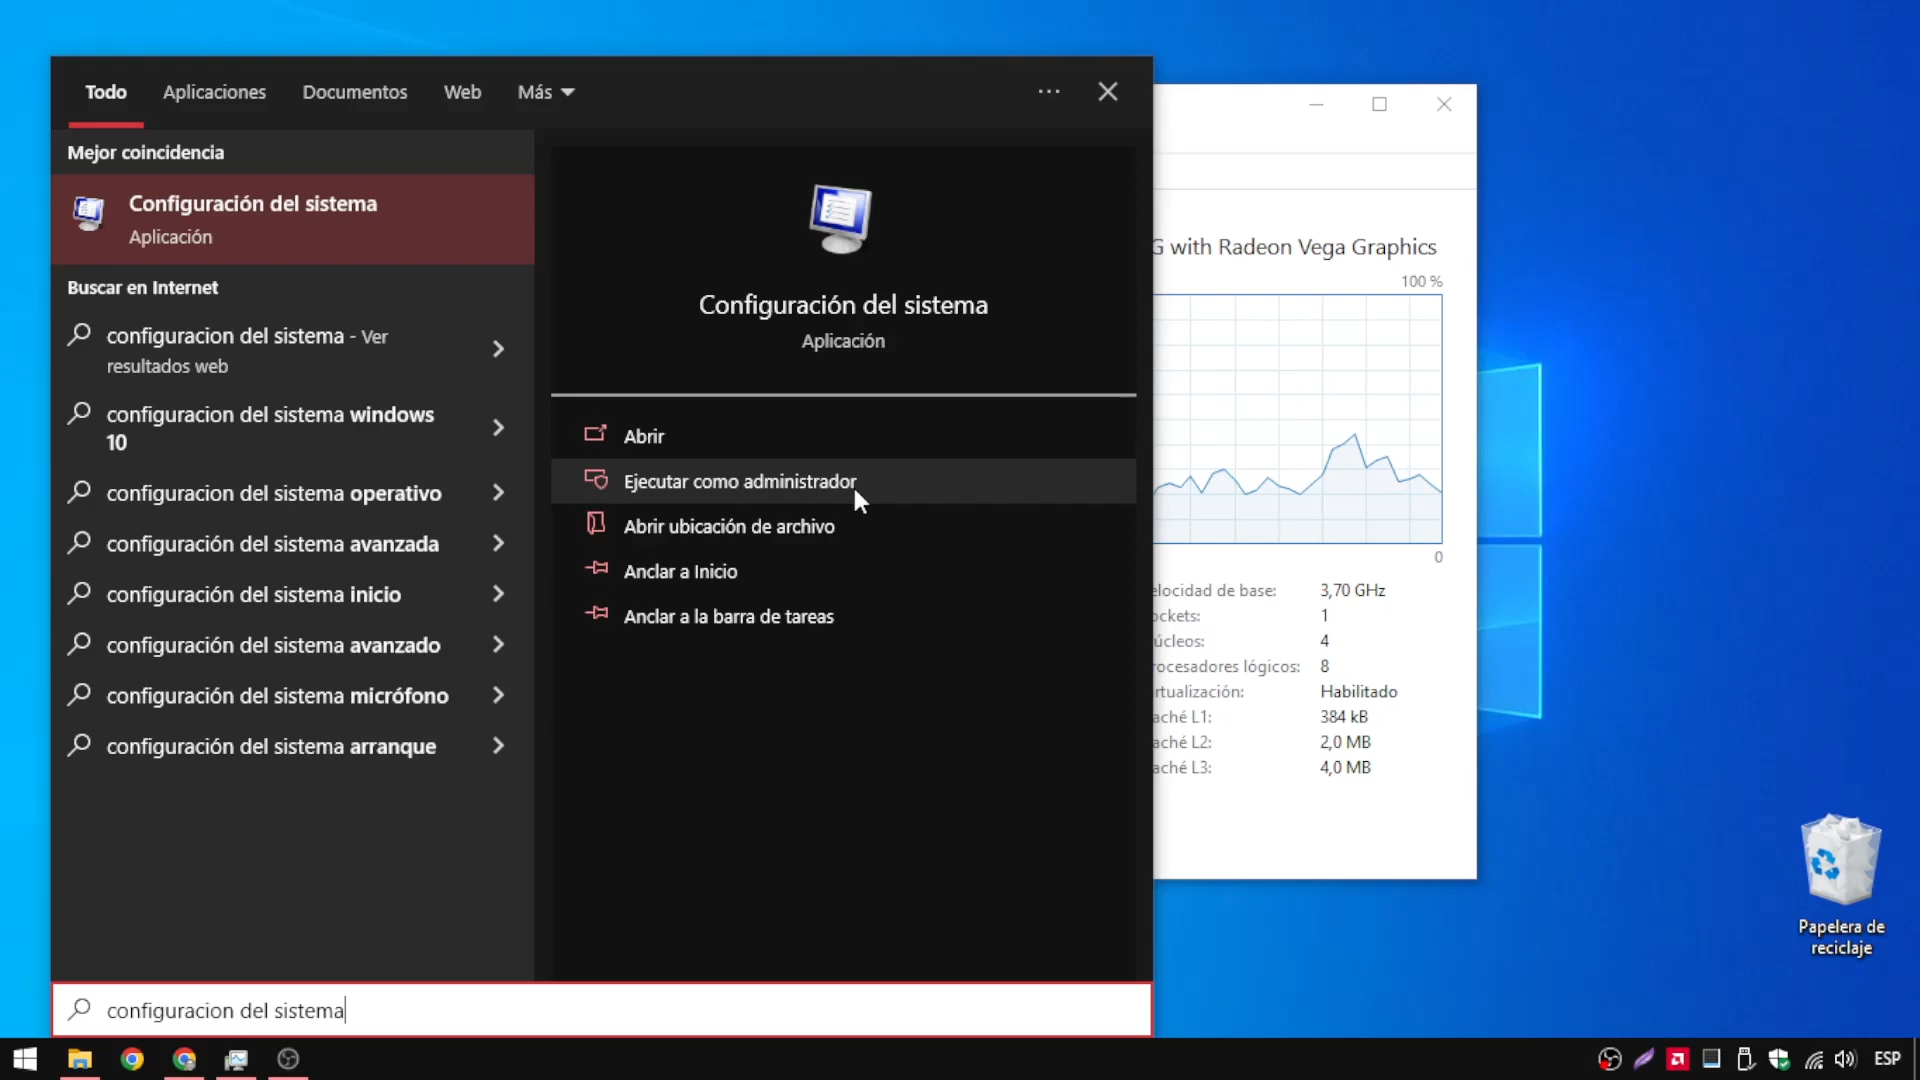 Todo
Aplicaciones
Documentos
Web
Más
Mejor coincidencia
Configuración del sistema
Aplicación
Buscar en Internet
configuracion del sistema - Ver
resultados web
configuracion del sistema windows
10
configuración del sistema operativo
configuración del sistema avanzada
configuración del sistema inicio
configuración del sistema avanzado
configuración del sistema micrófono
configuración del sistema arranque
Configuración del sistema
Aplicación
Abrir
Ejecutar como administrador
Abrir ubicación de archivo
Anclar a Inicio
Anclar a la barra de tareas
G with Radeon Vega Graphics
100 %
0
elocidad de base: 3,70 GHz
ockets: 1
úcleos: 4
rocesadores lógicos: 8
rtualización: Habilitado
aché L1: 384 kB
aché L2: 2,0 MB
aché L3: 4,0 MB
Papelera de
reciclaje
configuracion del sistema
ESP